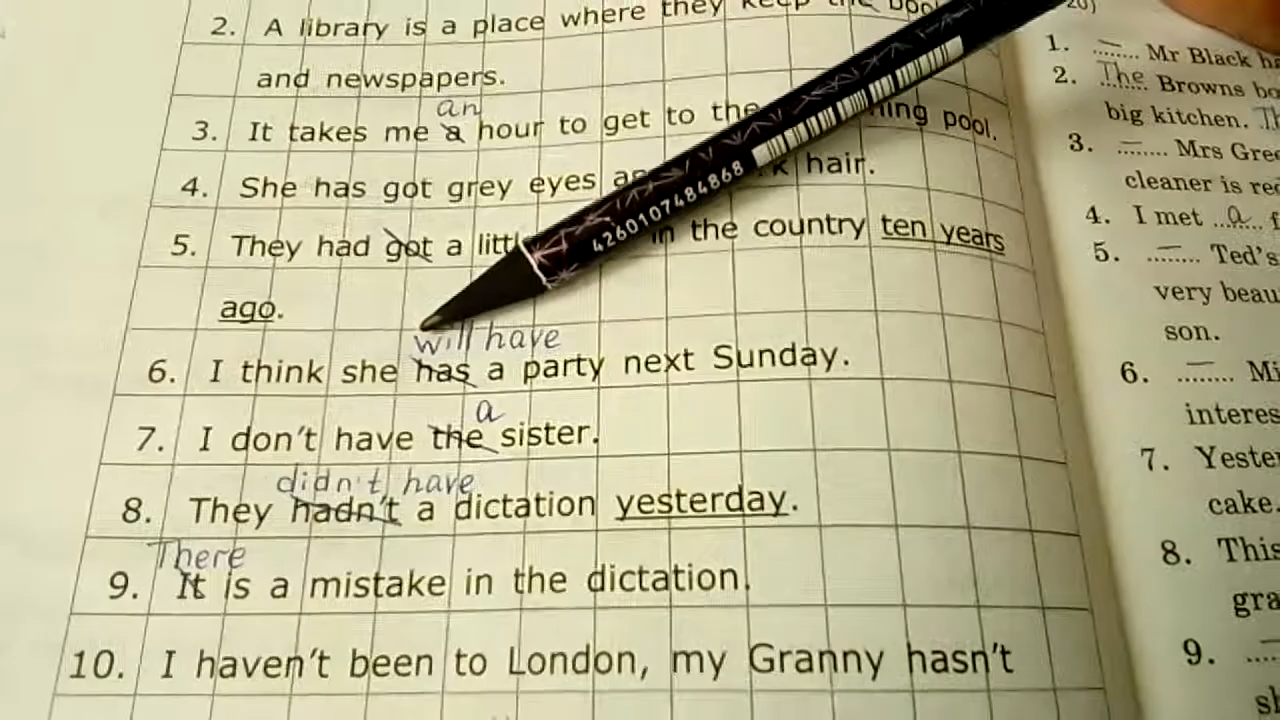 2. A library is a place where they keep the
and newspapers.
an
3. It takes me a hour to get to the pool.
4. She has got grey eyes hair.
5. They had got a in the country ten years
ago.
will have
6. I think she has a party next Sunday.
a
7. I don't have the sister.
didn't have
8. They hadn't a dictation yesterday.
There
9. It is a mistake in the dictation.
10. I haven't been to London, my Granny hasn't
4260107484868
20)
1. — Mr Black
2. The Browns
big kitchen.
3. — Mrs
cleaner is
4. I met a
5. — Ted's
very
son.
6. —
7.
cake.
8. This
9. —